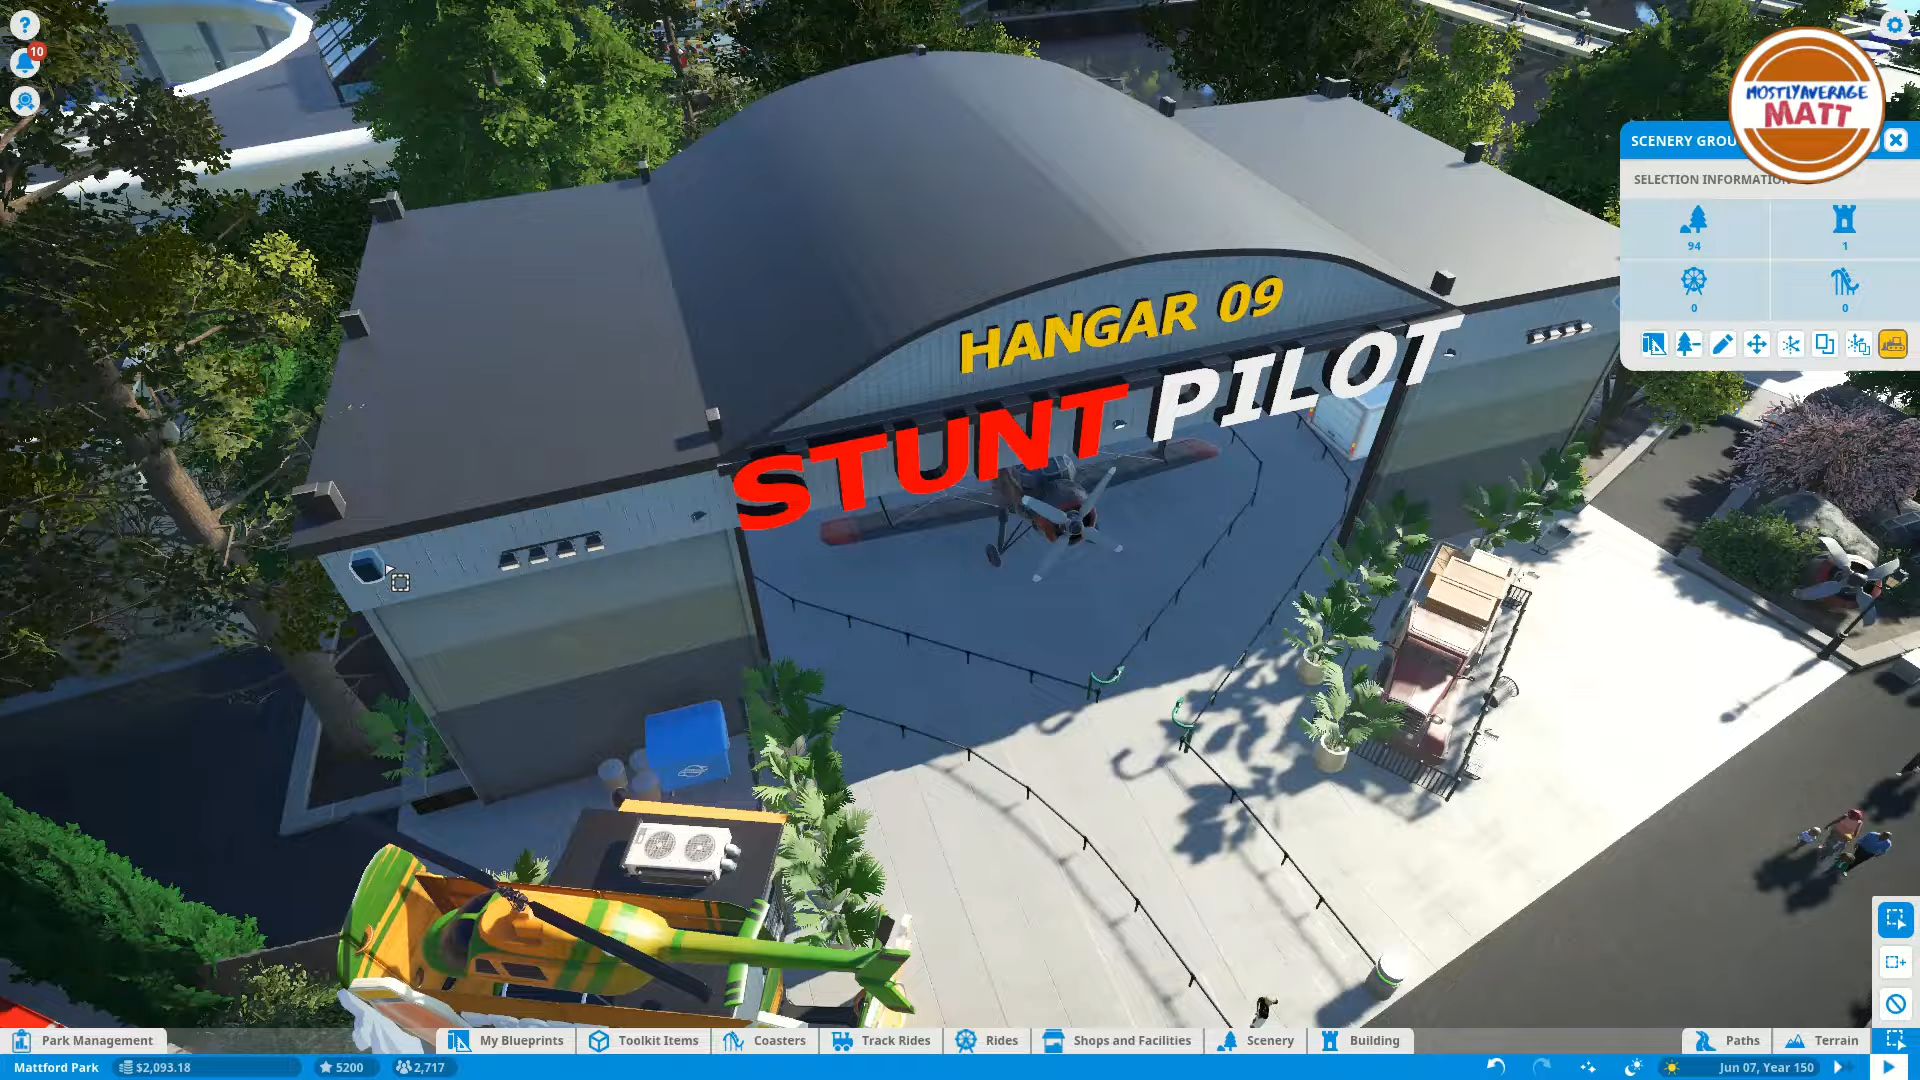 10
MOSTLYAVERAGE
MATT
SCENERY GROU
SELECTION INFORMATION
94
1
0
0
HANGAR 09
STUNT PILOT
Park Management
My Blueprints
Toolkit Items
Coasters
Track Rides
Rides
Shops and Facilities
Scenery
Building
Paths
Terrain
Mattford Park
$2,093.18
5200
2,717
Jun 07, Year 150